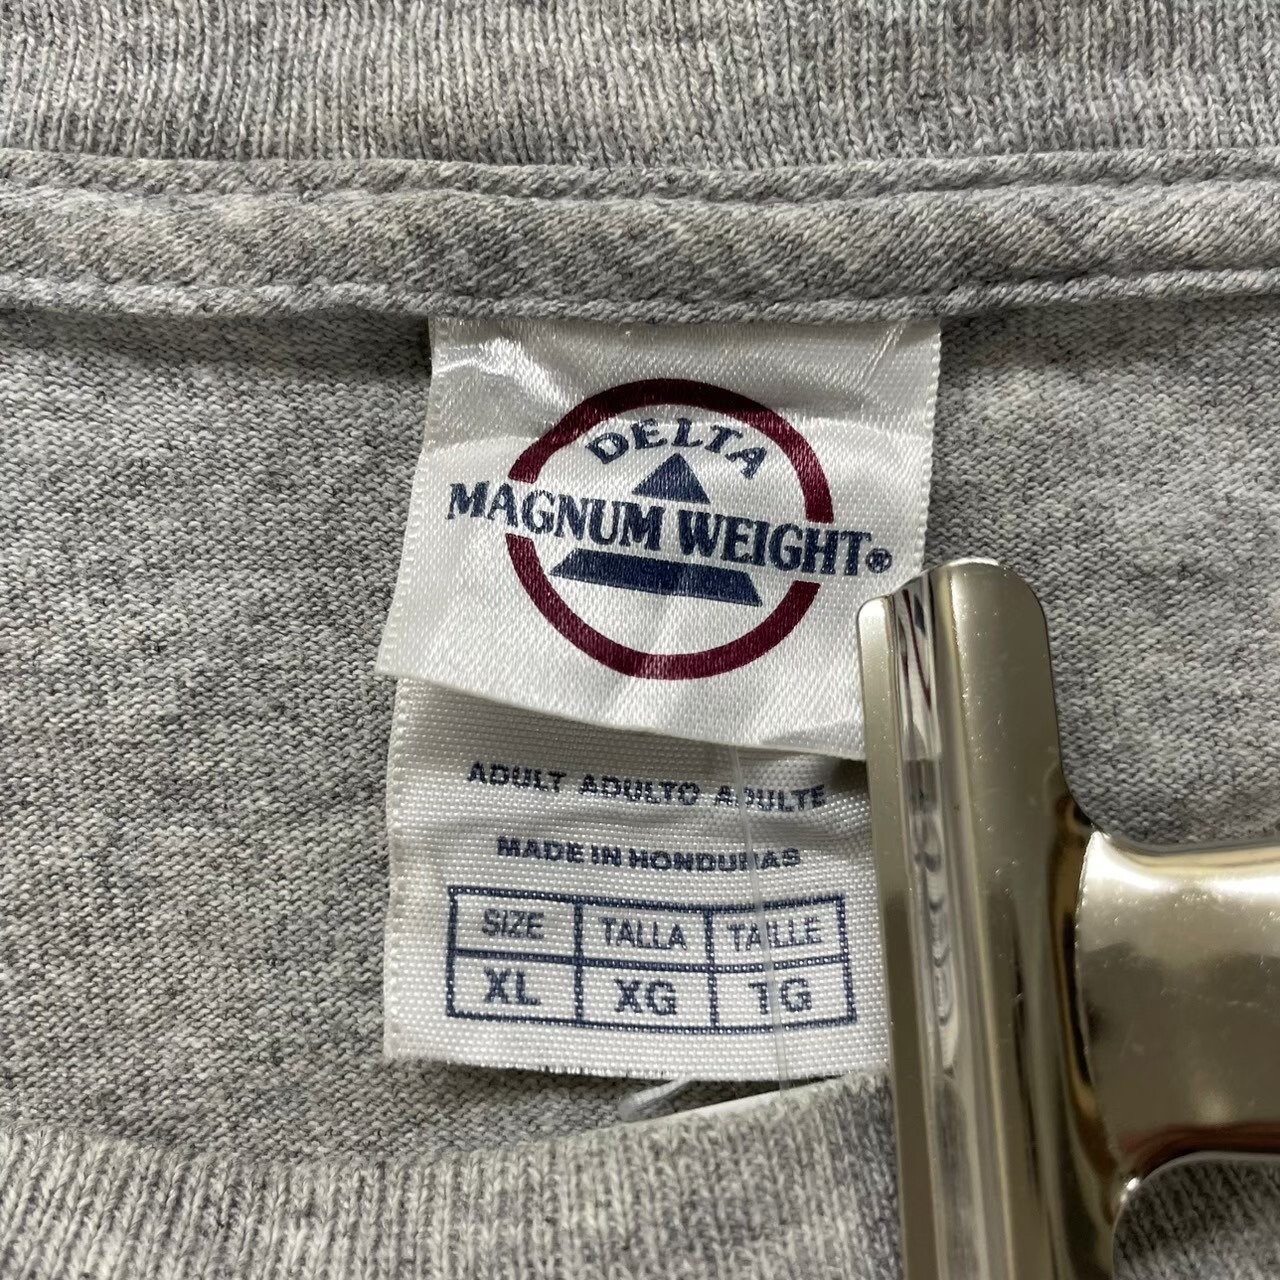 DELTA
MAGNUM WEIGHT®
ADULT ADULTO ADULTE
MADE IN HONDURAS
SIZE TALLA TAILLE
XL XG TG